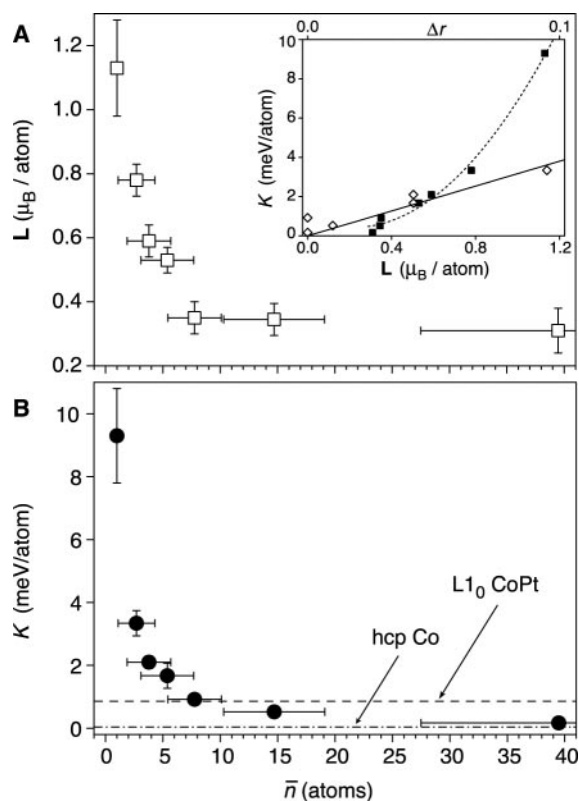 A
1.2
1.0
0.8
0.6
0.4
0.2
L (μB / atom)
0.0
Δr
0.1
10
8
6
4
2
0
K (meV/atom)
0
0.4
0.8
1.2
L (μB / atom)
B
10
8
6
4
2
0
K (meV/atom)
L10 CoPt
hcp Co
0 5 10 15 20 25 30 35 40
n̅ (atoms)